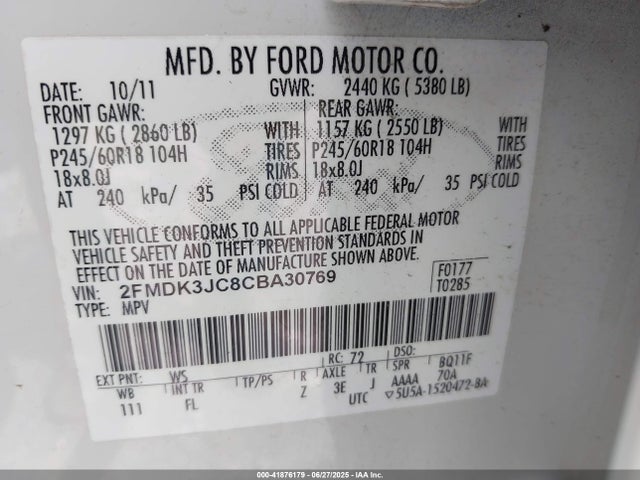 MFD. BY FORD MOTOR CO.
DATE: 10/11 GVWR: 2440 KG ( 5380 LB)
FRONT GAWR: REAR GAWR:
1297 KG ( 2860 LB) WITH 1157 KG ( 2550 LB) WITH
P245/60R18 104H TIRES P245/60R18 104H TIRES
18x8.0J RIMS 18x8.0J RIMS
AT 240 kPa/ 35 PSI COLD AT 240 kPa/ 35 PSI COLD
THIS VEHICLE CONFORMS TO ALL APPLICABLE FEDERAL MOTOR
VEHICLE SAFETY AND THEFT PREVENTION STANDARDS IN
EFFECT ON THE DATE OF MANUFACTURE SHOWN ABOVE.
VIN: 2FMDK3JC8CBA30769 F0177
TYPE: MPV T0285
EXT PNT: WS RC: 72 DSO:
WB INT TR TP/PS R AXLE TR SPR BQ11F
111 FL Z 3E J AAAA 70A
UTC ▽5U5A-1520472-BA
000-41876179 - 06/27/2025 - IAAI.COM